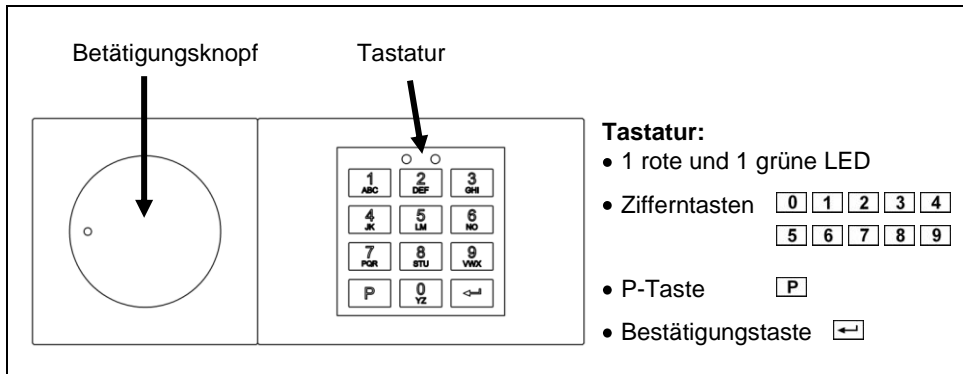 Betätigungsknopf Tastatur
1 2 3
ABC DEF GHI
4 5 6
JK LM NO
7 8 9
PQR STU VWX
P 0
YZ
Tastatur:
• 1 rote und 1 grüne LED
• Zifferntasten 0 1 2 3 4
5 6 7 8 9
• P-Taste P
• Bestätigungstaste ↵